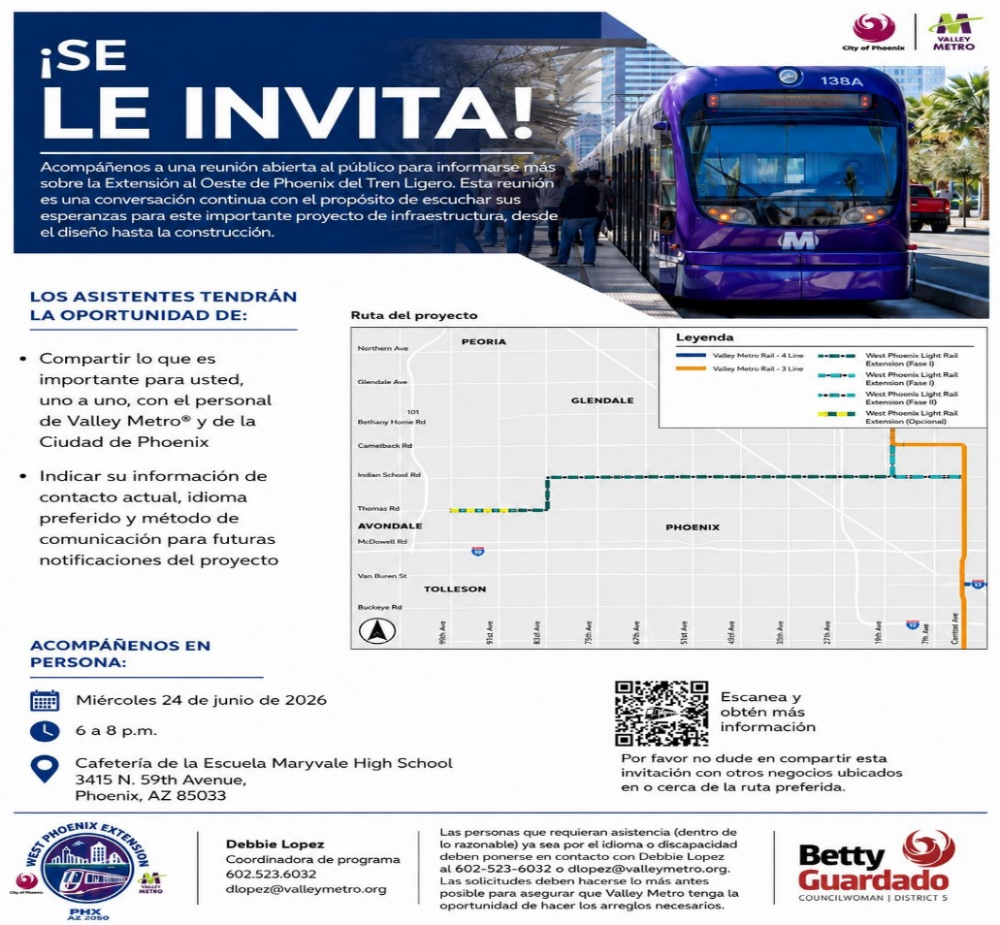 ¡SE
LE INVITA!
Acompáñenos a una reunión abierta al público para informarse más
sobre la Extensión al Oeste de Phoenix del Tren Ligero. Esta reunión
es una conversación continua con el propósito de escuchar sus
esperanzas para este importante proyecto de infraestructura, desde
el diseño hasta la construcción.
City of Phoenix
VALLEY
METRO
138A
LOS ASISTENTES TENDRÁN
LA OPORTUNIDAD DE:
• Compartir lo que es
importante para usted,
uno a uno, con el personal
de Valley Metro® y de la
Ciudad de Phoenix
• Indicar su información de
contacto actual, idioma
preferido y método de
comunicación para futuras
notificaciones del proyecto
Ruta del proyecto
Leyenda
Valley Metro Rail - 4 Line
Valley Metro Rail - 3 Line
West Phoenix Light Rail
Extension (Fase I)
West Phoenix Light Rail
Extension (Fase I)
West Phoenix Light Rail
Extension (Fase II)
West Phoenix Light Rail
Extension (Opcional)
PEORIA
Northern Ave
Glendale Ave
GLENDALE
101
Bethany Home Rd
Camelback Rd
Indian School Rd
Thomas Rd
AVONDALE
PHOENIX
McDowell Rd
10
Van Buren St
TOLLESON
Buckeye Rd
99th Ave
91st Ave
83rd Ave
75th Ave
67th Ave
51st Ave
43rd Ave
35th Ave
27th Ave
19th Ave
7th Ave
Central Ave
ACOMPÁÑENOS EN
PERSONA:
Miércoles 24 de junio de 2026
6 a 8 p.m.
Cafetería de la Escuela Maryvale High School
3415 N. 59th Avenue,
Phoenix, AZ 85033
Escanea y
obtén más
información
Por favor no dude en compartir esta
invitación con otros negocios ubicados
en o cerca de la ruta preferida.
WEST PHOENIX EXTENSION
City of Phoenix
VALLEY
METRO
PHX
AZ 2050
Debbie Lopez
Coordinadora de programa
602.523.6032
dlopez@valleymetro.org
Las personas que requieran asistencia (dentro de
lo razonable) ya sea por el idioma o discapacidad
deben ponerse en contacto con Debbie Lopez
al 602-523-6032 o dlopez@valleymetro.org.
Las solicitudes deben hacerse lo más antes
posible para asegurar que Valley Metro tenga la
oportunidad de hacer los arreglos necesarios.
Betty
Guardado
COUNCILWOMAN | DISTRICT 5